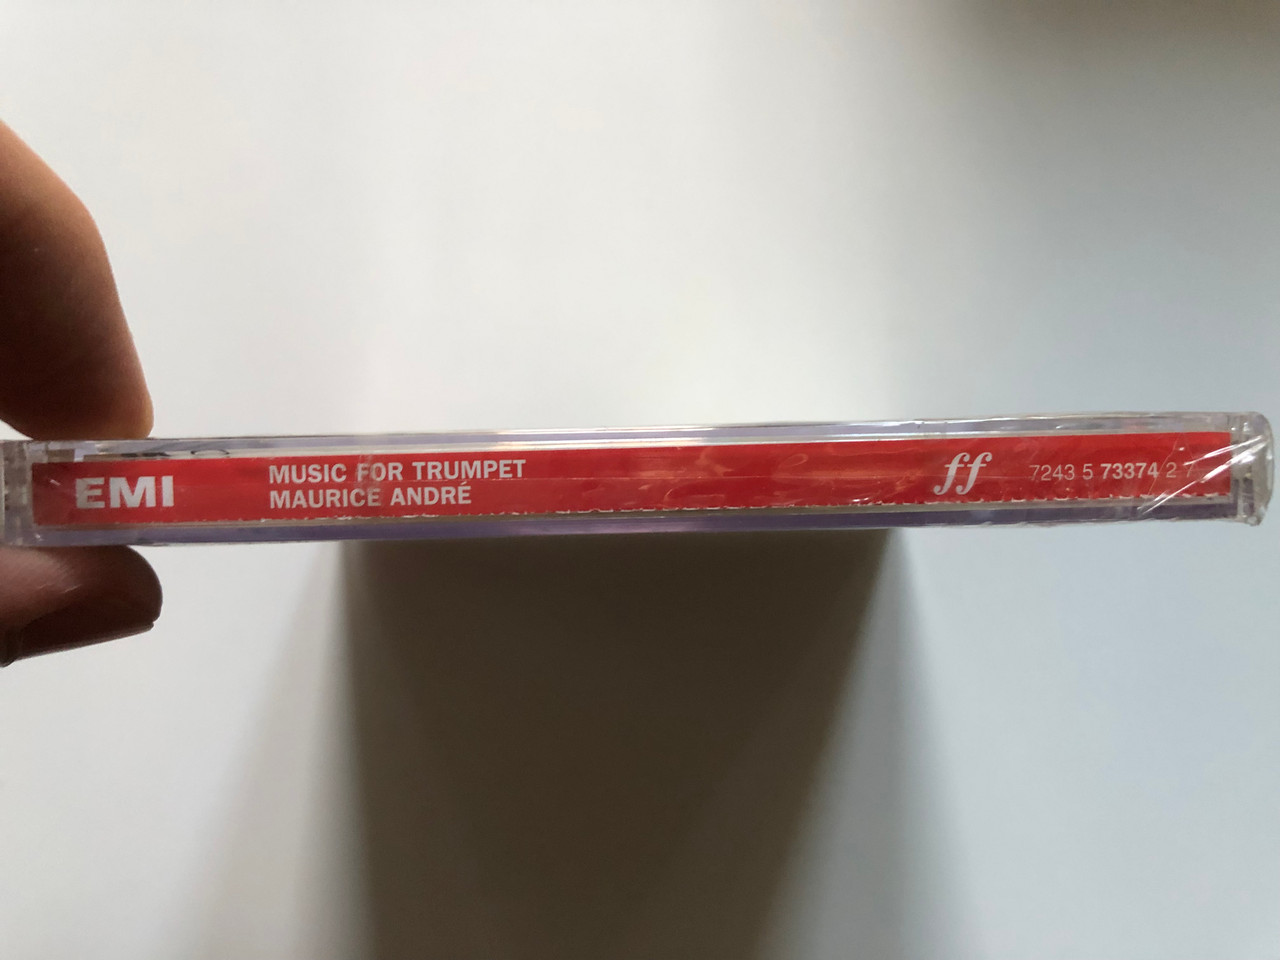 EMI
MUSIC FOR TRUMPET
MAURICE ANDRÉ
ff
7243 5 73374 2 7